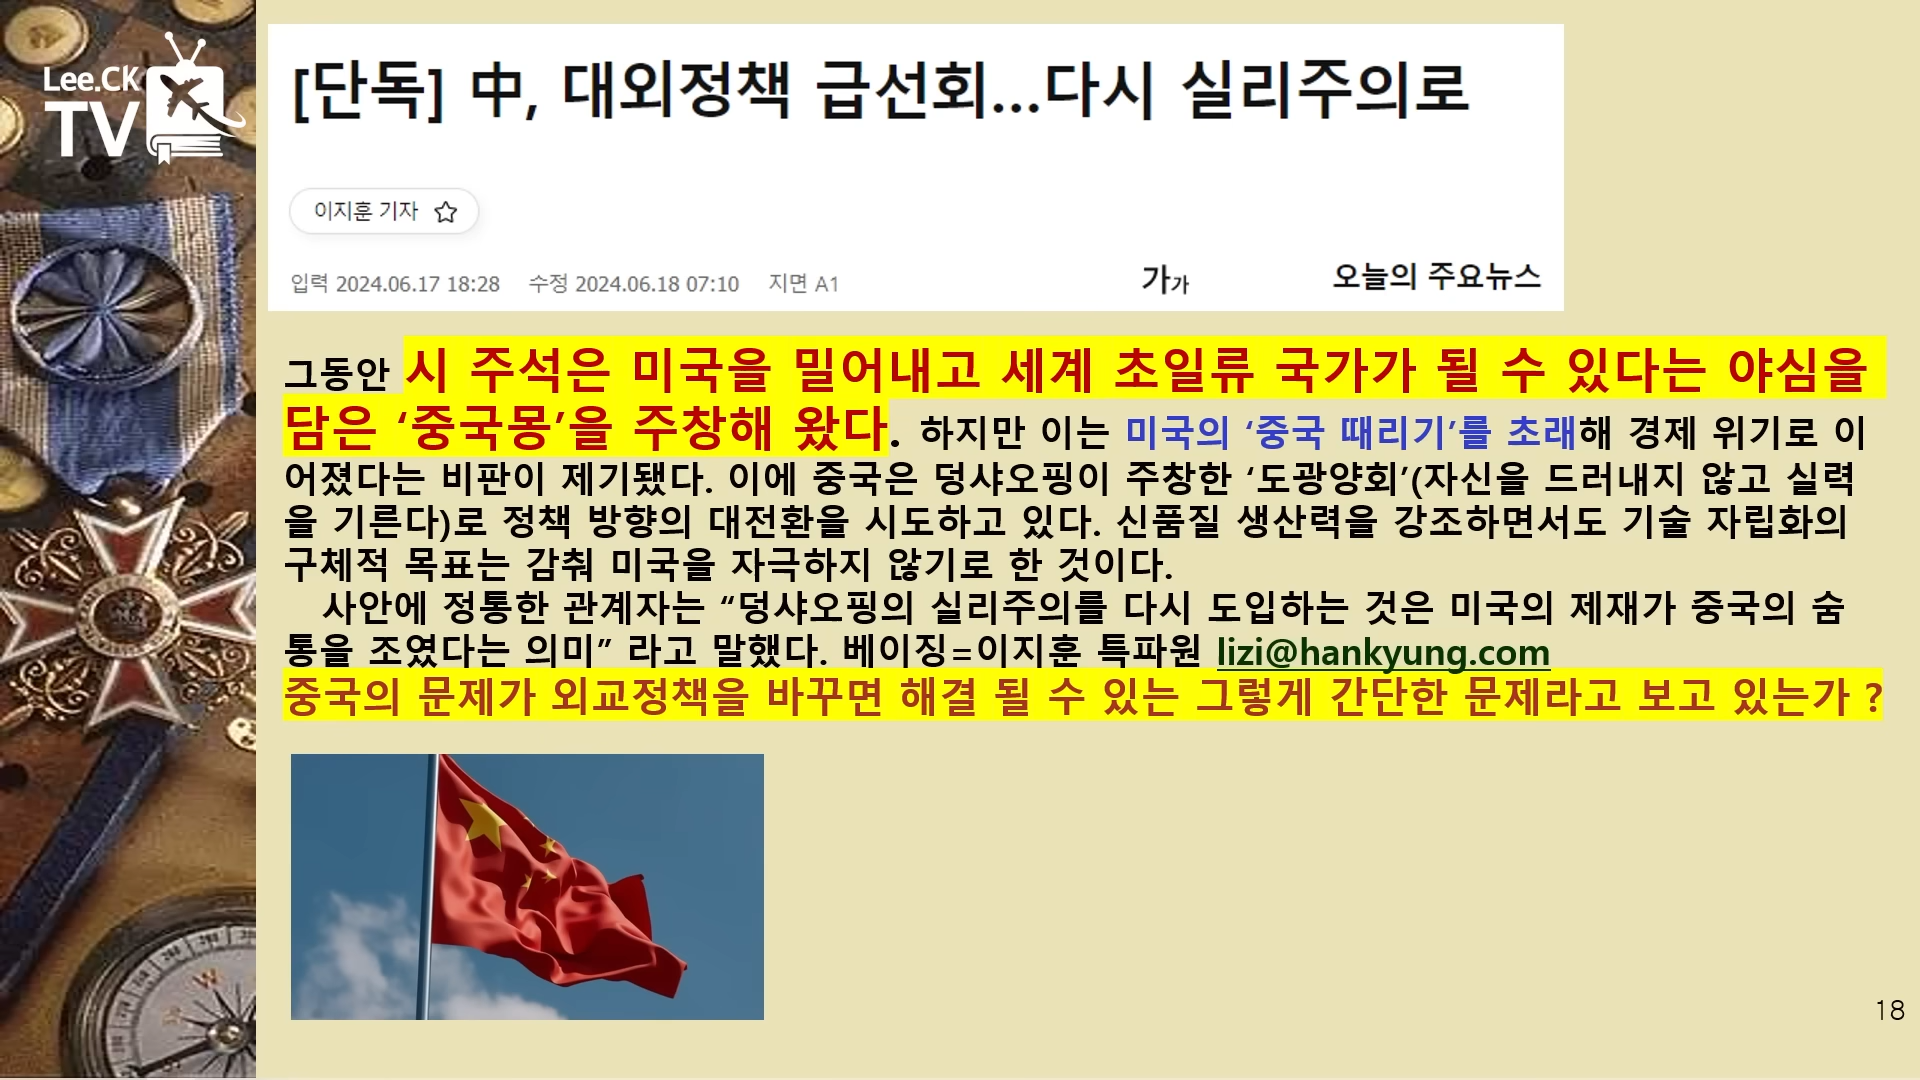 Lee.CK
TV
[단독] 中, 대외정책 급선회...다시 실리주의로
이지훈 기자
입력 2024.06.17 18:28 수정 2024.06.18 07:10 지면 A1
가가
오늘의 주요뉴스
그동안 시 주석은 미국을 밀어내고 세계 초일류 국가가 될 수 있다는 야심을
담은 ‘중국몽’을 주창해 왔다. 하지만 이는 미국의 ‘중국 때리기’를 초래해 경제 위기로 이
어졌다는 비판이 제기됐다. 이에 중국은 덩샤오핑이 주창한 ‘도광양회’(자신을 드러내지 않고 실력
을 기른다)로 정책 방향의 대전환을 시도하고 있다. 신품질 생산력을 강조하면서도 기술 자립화의
구체적 목표는 감춰 미국을 자극하지 않기로 한 것이다.
사안에 정통한 관계자는 “덩샤오핑의 실리주의를 다시 도입하는 것은 미국의 제재가 중국의 숨
통을 조였다는 의미” 라고 말했다. 베이징=이지훈 특파원 lizi@hankyung.com
중국의 문제가 외교정책을 바꾸면 해결 될 수 있는 그렇게 간단한 문제라고 보고 있는가 ?
W
18